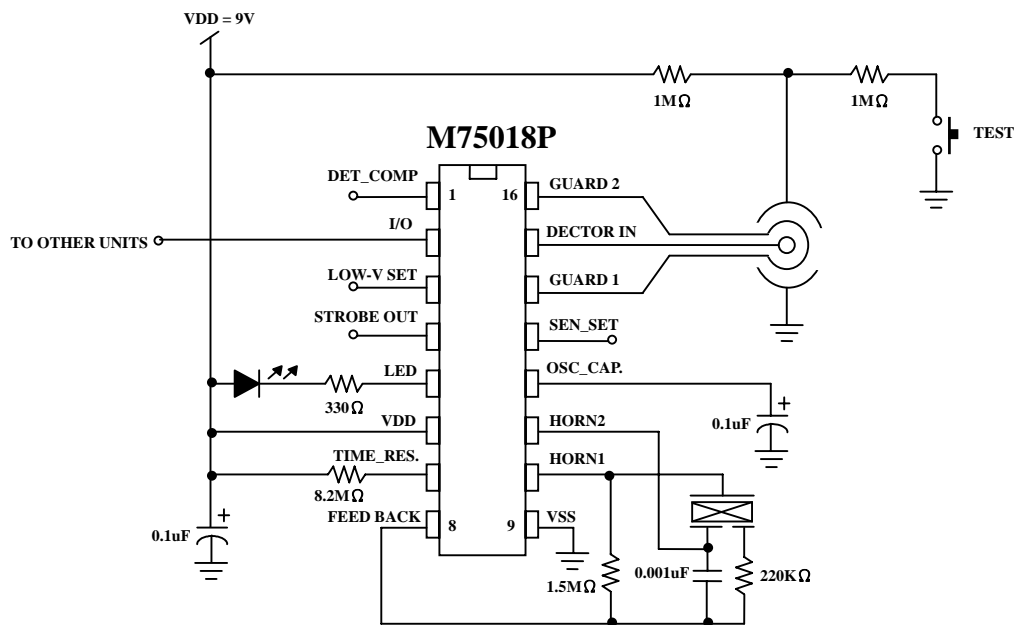 VDD = 9V
1MΩ
1MΩ
TEST
M75018P
DET_COMP
1
16
GUARD 2
I/O
TO OTHER UNITS
DECTOR IN
LOW-V SET
GUARD 1
STROBE OUT
SEN_SET
LED
330Ω
OSC_CAP.
+
0.1uF
VDD
HORN2
TIME_RES.
8.2MΩ
HORN1
FEED BACK
8
9
VSS
+
0.1uF
1.5MΩ
0.001uF
220KΩ